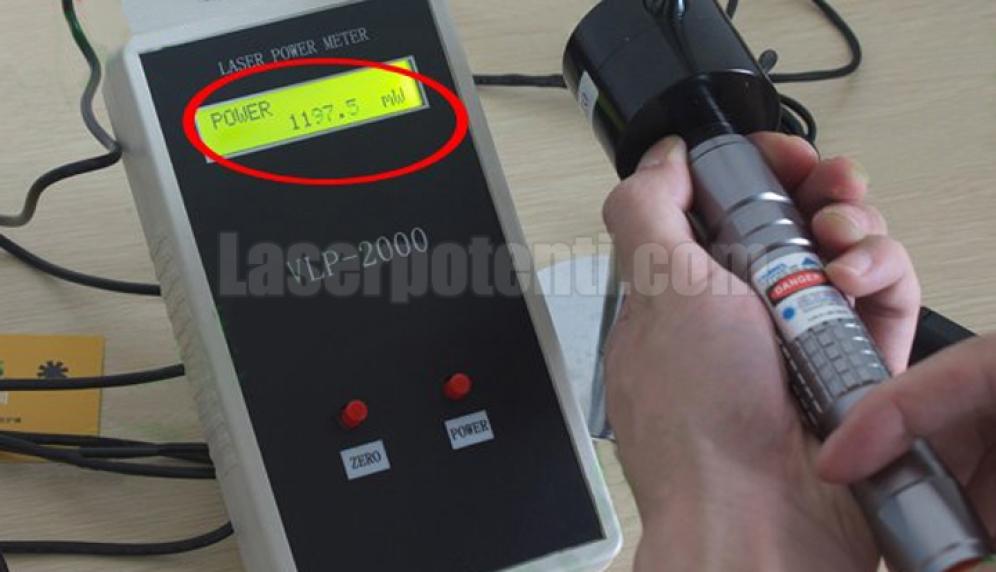 LASER POWER METER
POWER 1197.5 mW
VLP-2000
Laserpotenti.com
DANGER
ZERO
POWER